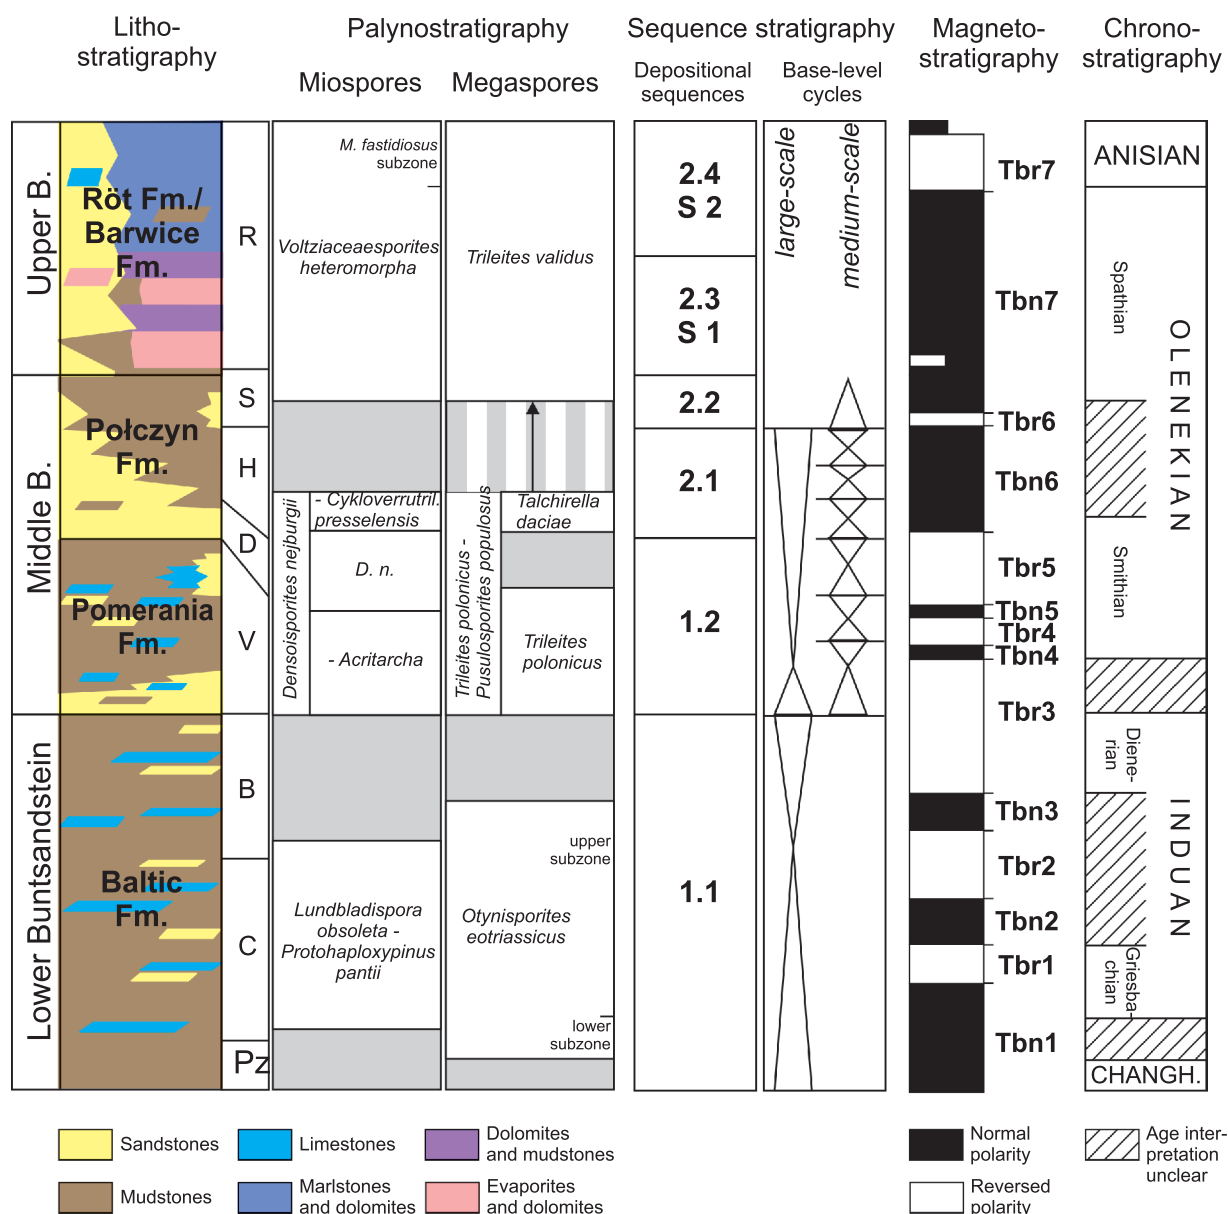 Litho-
stratigraphy
Palynostratigraphy
Miospores
Megaspores
Sequence stratigraphy
Depositional
sequences
Base-level
cycles
Magneto-
stratigraphy
Chrono-
stratigraphy
Upper B.
Middle B.
Lower Buntsandstein
Röt Fm./
Barwice
Fm.
Połczyn
Fm.
Pomerania
Fm.
Baltic
Fm.
R
S
H
D
V
B
C
Pz
M. fastidiosus
subzone
Voltziaceaesporites
heteromorpha
Densoisporites nejburgii
- Cykloverrutril.
presselensis
D. n.
- Acritarcha
Lundbladispora
obsoleta -
Protohaploxypinus
pantii
Trileites validus
Trileites polonicus -
Pusulosporites populosus
Talchirella
daciae
Trileites
polonicus
upper
subzone
Otynisporites
eotriassicus
lower
subzone
2.4
S 2
2.3
S 1
2.2
2.1
1.2
1.1
large-scale
medium-scale
Tbr7
Tbn7
Tbr6
Tbn6
Tbr5
Tbn5
Tbr4
Tbn4
Tbr3
Tbn3
Tbr2
Tbn2
Tbr1
Tbn1
ANISIAN
Spathian
Smithian
OLENEKIAN
Diene-
rian
Griesba-
chian
INDUAN
CHANGH.
Sandstones
Limestones
Dolomites
and mudstones
Mudstones
Marlstones
and dolomites
Evaporites
and dolomites
Normal
polarity
Reversed
polarity
Age inter-
pretation
unclear